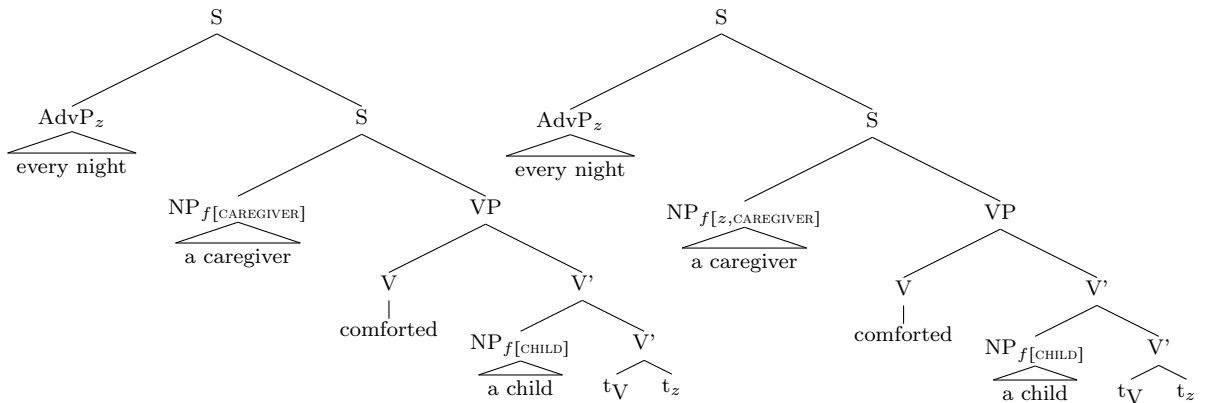 S S
AdvP_z S AdvP_z S
every night every night
NP_f[CAREGIVER] VP NP_f[z,CAREGIVER] VP
a caregiver a caregiver
V V' V V'
comforted comforted
NP_f[CHILD] V' NP_f[CHILD] V'
a child t_V t_z a child t_V t_z